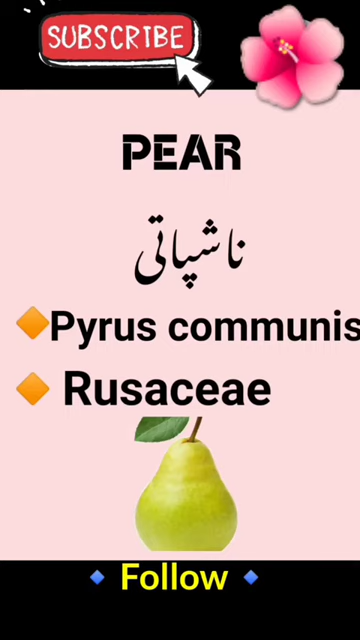 SUBSCRIBE
PEAR
ناشپاتی
🔶Pyrus communis
🔶 Rusaceae
🔹 Follow 🔹